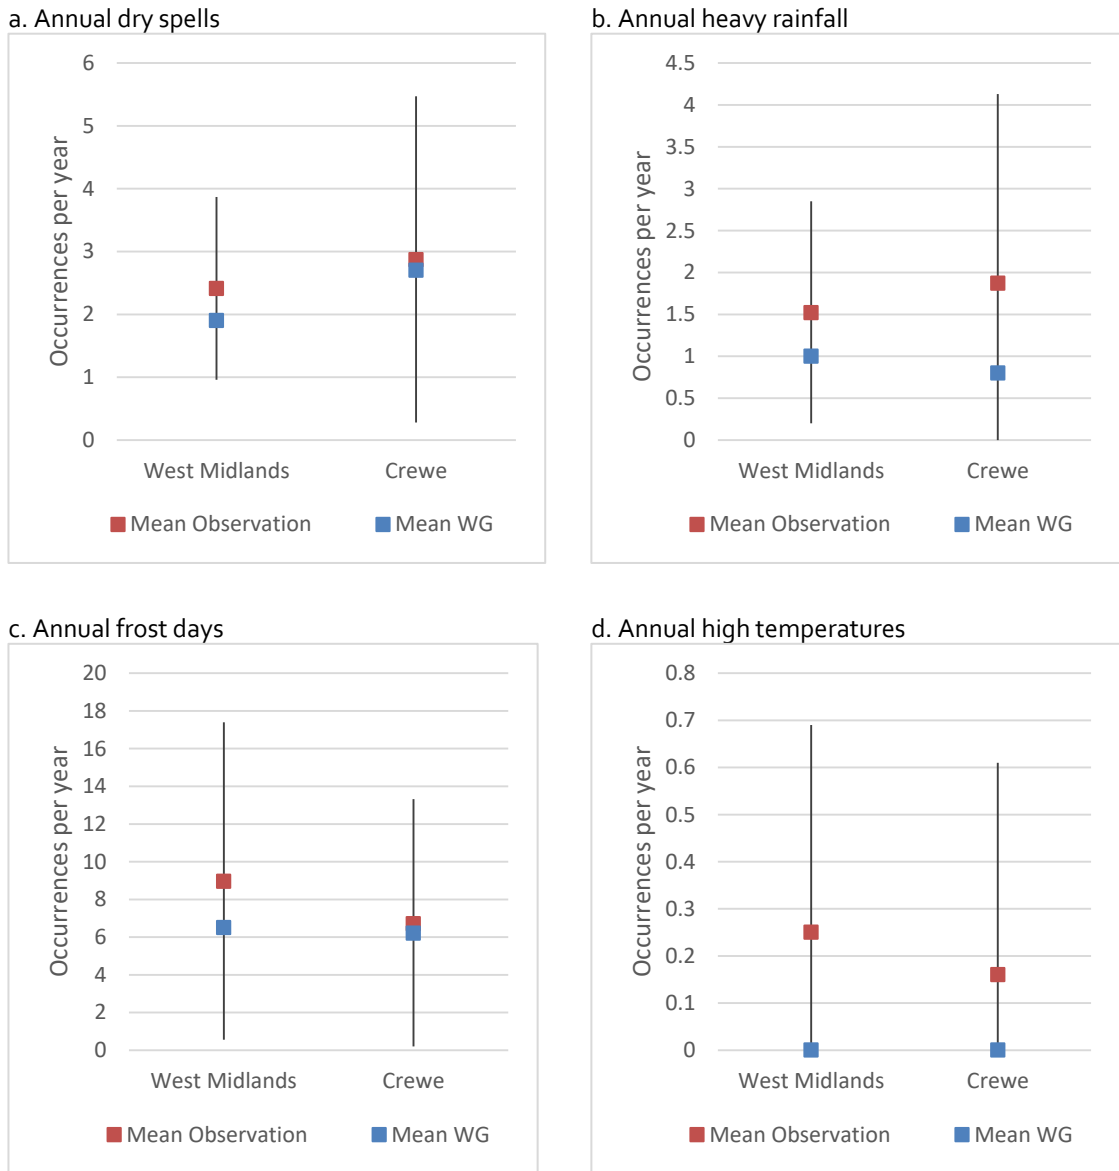 a. Annual dry spells
6
5
4
3
2
1
0
Occurrences per year
West Midlands
Crewe
Mean Observation
Mean WG
b. Annual heavy rainfall
4.5
4
3.5
3
2.5
2
1.5
1
0.5
0
Occurrences per year
West Midlands
Crewe
Mean Observation
Mean WG
c. Annual frost days
20
18
16
14
12
10
8
6
4
2
0
Occurrences per year
West Midlands
Crewe
Mean Observation
Mean WG
d. Annual high temperatures
0.8
0.7
0.6
0.5
0.4
0.3
0.2
0.1
0
Occurrences per year
West Midlands
Crewe
Mean Observation
Mean WG